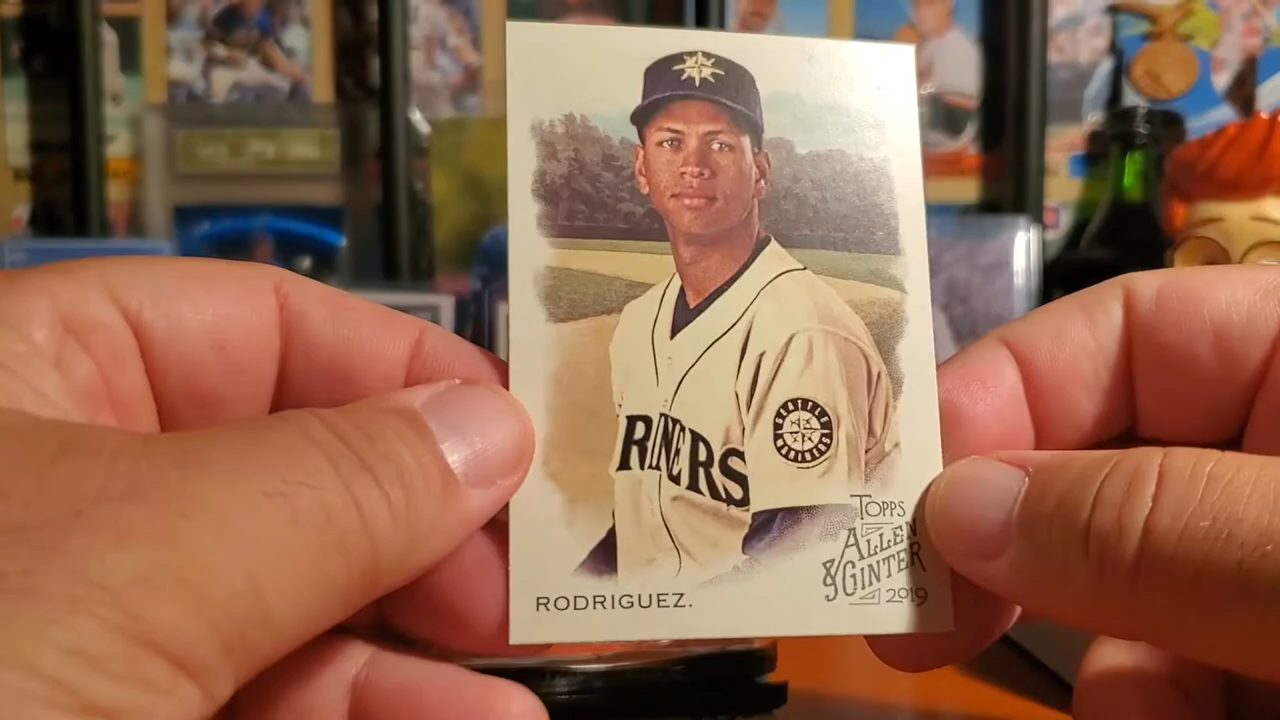 RINERS
SEATTLE
MARINERS
TOPPS
ALLEN
& GINTER
2019
RODRIGUEZ.